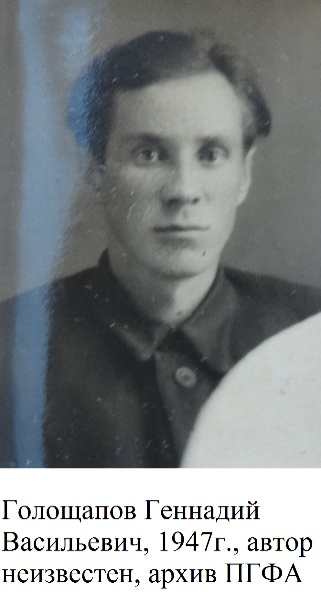 Голощапов Геннадий
Васильевич, 1947г., автор
неизвестен, архив ПГФА